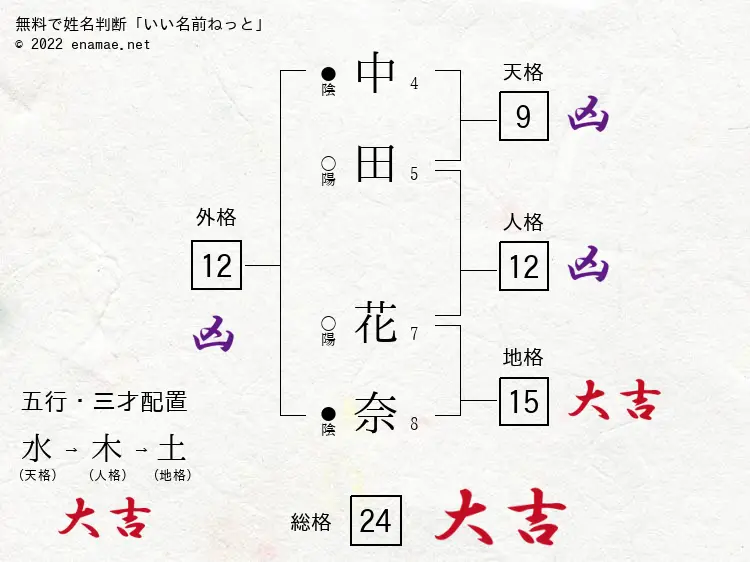 無料で姓名判断「いい名前ねっと」
© 2022 enamae.net
中 4
●陰
田 5
○陽
花 7
○陽
奈 8
●陰
天格
9 凶
人格
12 凶
地格
15 大吉
外格
12
凶
五行・三才配置
水→木→土
(天格) (人格) (地格)
大吉
総格 24 大吉